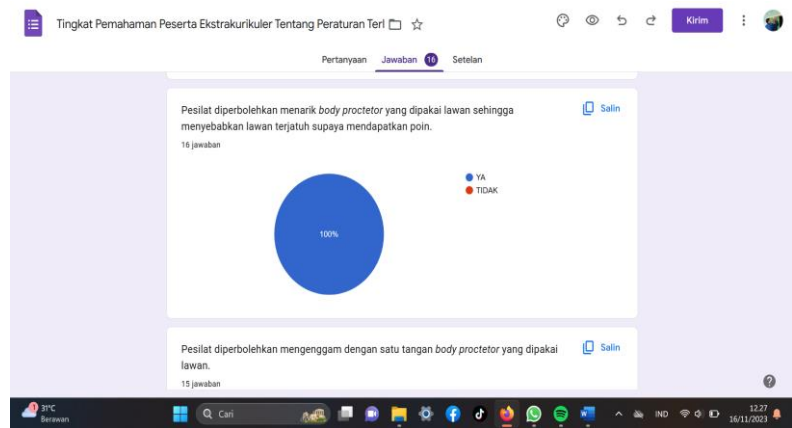 Tingkat Pemahaman Peserta Ekstrakurikuler Tentang Peraturan Terl
Kirim
Pertanyaan Jawaban 16 Setelan
Pesilat diperbolehkan menarik body proctetor yang dipakai lawan sehingga
menyebabkan lawan terjatuh supaya mendapatkan poin.
Salin
16 jawaban
YA
TIDAK
100%
Pesilat diperbolehkan mengenggam dengan satu tangan body proctetor yang dipakai
lawan.
Salin
15 jawaban
1
31°C
Berawan
Cari
IND
12.27
16/11/2023